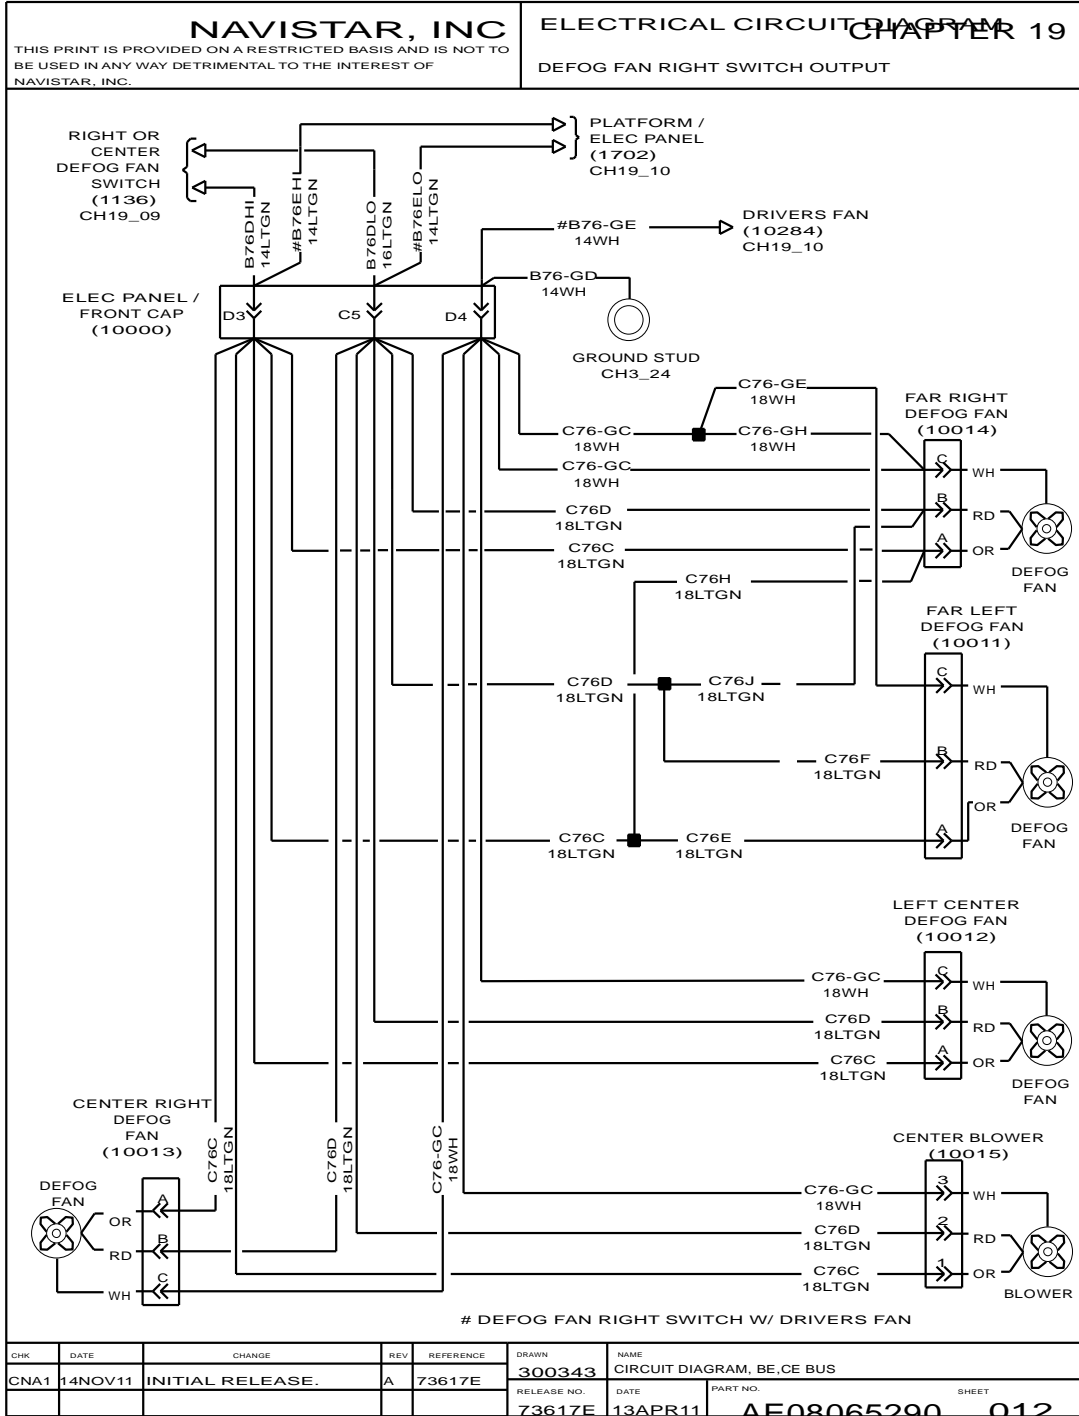 NAVISTAR, INC
THIS PRINT IS PROVIDED ON A RESTRICTED BASIS AND IS NOT TO
BE USED IN ANY WAY DETRIMENTAL TO THE INTEREST OF
NAVISTAR, INC.
ELECTRICAL CIRCUIT DIAGRAM
CHAPTER 19
DEFOG FAN RIGHT SWITCH OUTPUT
RIGHT OR
CENTER
DEFOG FAN
SWITCH
(1136)
CH19_09
PLATFORM /
ELEC PANEL
(1702)
CH19_10
B76DHI
14LTGN
#B76EHI
14LTGN
B76DLO
16LTGN
#B76ELO
14LTGN
#B76-GE
14WH
DRIVERS FAN
(10284)
CH19_10
B76-GD
14WH
ELEC PANEL /
FRONT CAP
(10000)
D3
C5
D4
GROUND STUD
CH3_24
C76-GE
18WH
C76-GC
18WH
C76-GH
18WH
C76-GC
18WH
C76D
18LTGN
C76C
18LTGN
C76H
18LTGN
FAR RIGHT
DEFOG FAN
(10014)
C
WH
B
RD
A
OR
DEFOG
FAN
FAR LEFT
DEFOG FAN
(10011)
C76D
18LTGN
C76J
18LTGN
C
WH
C76F
18LTGN
B
RD
OR
C76C
18LTGN
C76E
18LTGN
A
DEFOG
FAN
LEFT CENTER
DEFOG FAN
(10012)
C76-GC
18WH
C
WH
C76D
18LTGN
B
RD
C76C
18LTGN
A
OR
DEFOG
FAN
CENTER RIGHT
DEFOG
FAN
(10013)
C76C
18LTGN
C76D
18LTGN
C76-GC
18WH
DEFOG
FAN
OR
A
RD
B
WH
C
CENTER BLOWER
(10015)
C76-GC
18WH
3
WH
C76D
18LTGN
2
RD
C76C
18LTGN
1
OR
BLOWER
# DEFOG FAN RIGHT SWITCH W/ DRIVERS FAN
CHK DATE CHANGE REV REFERENCE
CNA1 14NOV11 INITIAL RELEASE. A 73617E
DRAWN
300343
NAME
CIRCUIT DIAGRAM, BE,CE BUS
RELEASE NO.
73617E
DATE
13APR11
PART NO.
AE08065290
SHEET
012